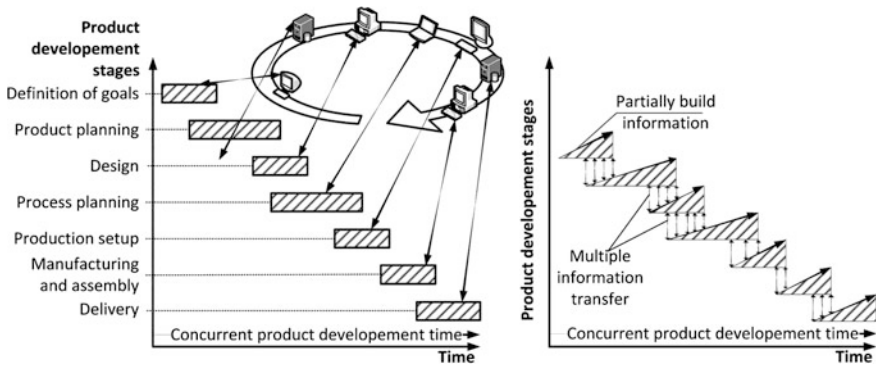 Product
developement
stages
Definition of goals
Product planning
Design
Process planning
Production setup
Manufacturing
and assembly
Delivery
Concurrent product developement time
Time
Product developement stages
Partially build
information
Multiple
information
transfer
Concurrent product developement time
Time